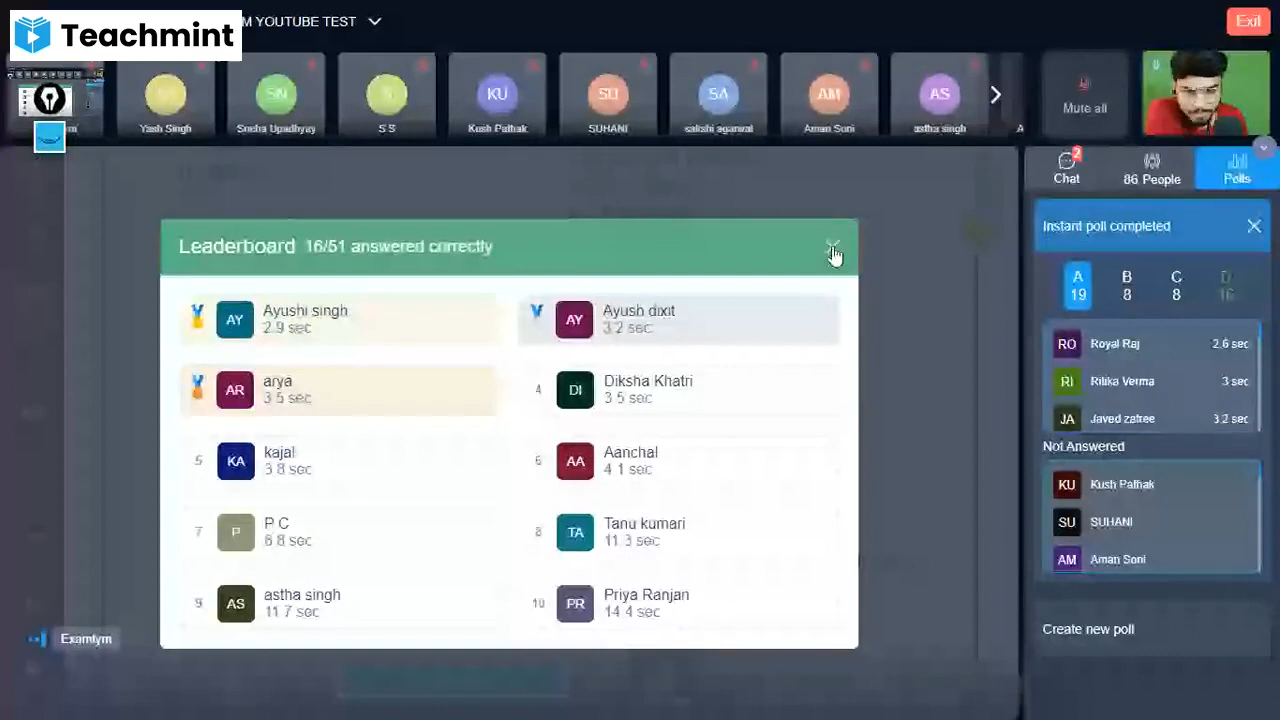 Teachmint
M YOUTUBE TEST
Exit
SN
S
KU
SU
SA
AM
AS
Yash Singh
Sneha Upadhyay
S S
Kush Pathak
SUHANI
sakshi agarwal
Aman Soni
astha singh
A
Mute all
Chat
2
86 People
Polls
Leaderboard 16/51 answered correctly
AY
Ayushi singh
2.9 sec
AY
Ayush dixit
3.2 sec
AR
arya
3.5 sec
4
DI
Diksha Khatri
3.5 sec
5
KA
kajal
3.8 sec
6
AA
Aanchal
4.1 sec
7
P
P C
6.8 sec
8
TA
Tanu kumari
11.3 sec
9
AS
astha singh
11.7 sec
10
PR
Priya Ranjan
14.4 sec
Instant poll completed
A B C D
19 8 8 16
RO Royal Raj 2.6 sec
RI Ritika Verma 3 sec
JA Javed zafree 3.2 sec
Not Answered
KU Kush Pathak
SU SUHANI
AM Aman Soni
Create new poll
Examtym